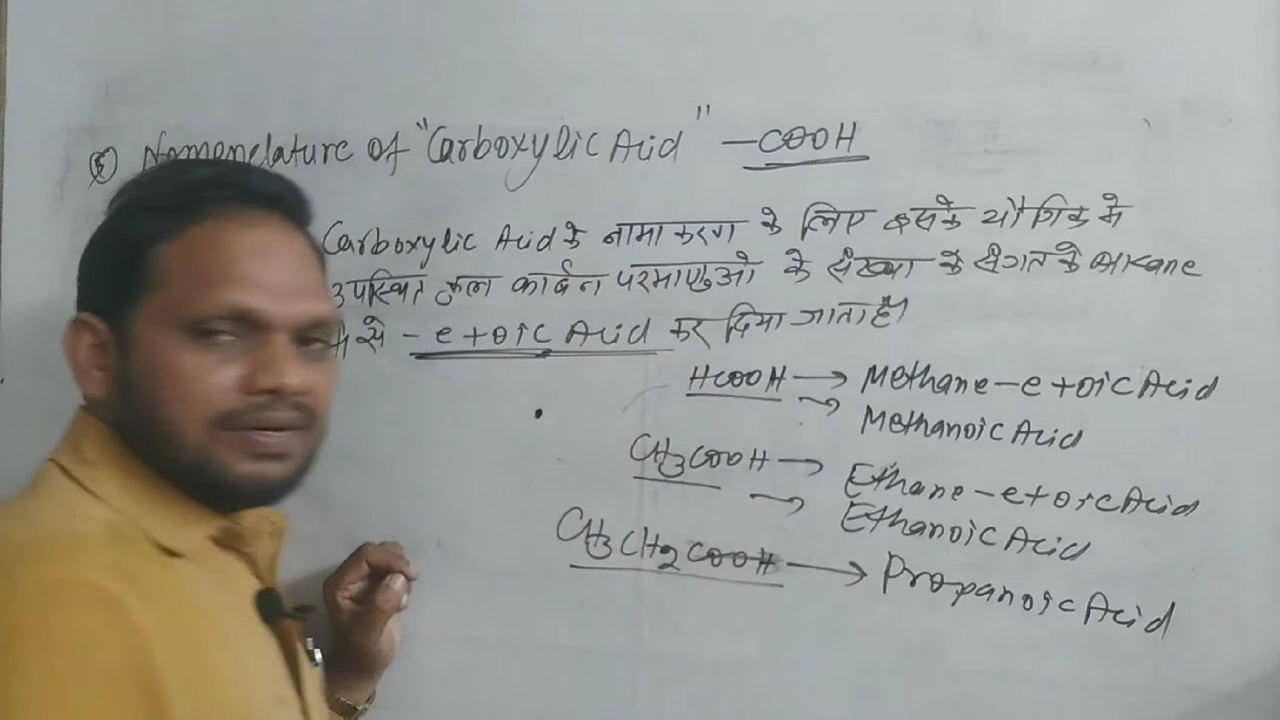 Nomenclature of "Carboxylic Acid" – COOH
Carboxylic Acid के नामाकरण के लिए इसके यौगिक मे
उपस्थित कुल कार्बन परमाणुओ के संख्या के संगत के Alkane
मे से - e + oic Acid कर दिया जाता है।
HCOOH → Methane – e + oic Acid
→ Methanoic Acid
CH3COOH → Ethane – e + oic Acid
→ Ethanoic Acid
CH3CH2COOH → Propanoic Acid